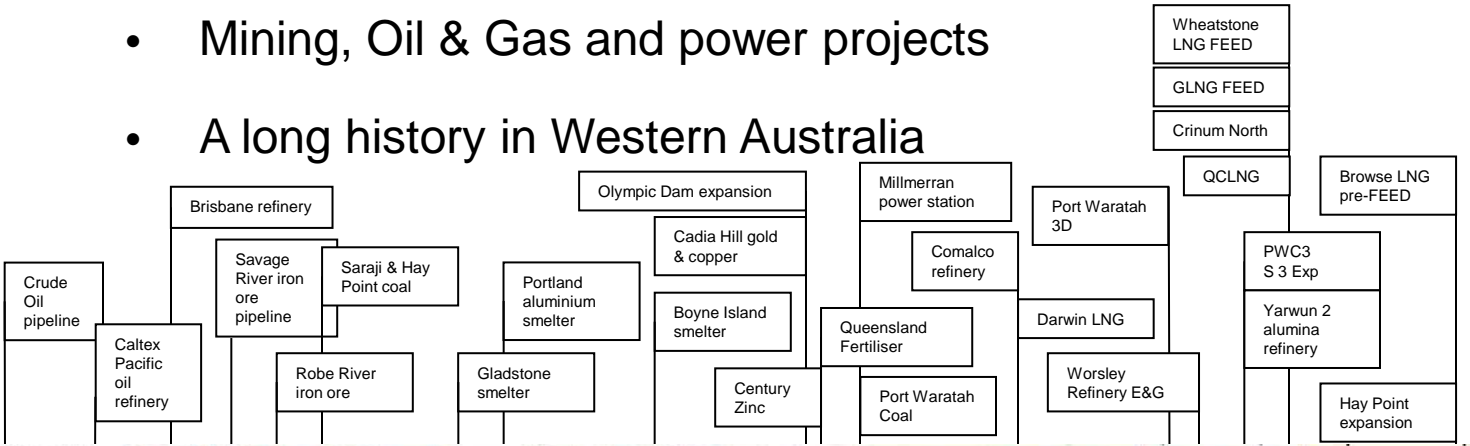 • Mining, Oil & Gas and power projects
• A long history in Western Australia
Crude
Oil
pipeline
Caltex
Pacific
oil
refinery
Brisbane refinery
Savage
River iron
ore
pipeline
Saraji & Hay
Point coal
Robe River
iron ore
Gladstone
smelter
Portland
aluminium
smelter
Olympic Dam expansion
Cadia Hill gold
& copper
Boyne Island
smelter
Century
Zinc
Queensland
Fertiliser
Millmerran
power station
Port Waratah
Coal
Comalco
refinery
Darwin LNG
Port Waratah
3D
Worsley
Refinery E&G
Wheatstone
LNG FEED
GLNG FEED
Crinum North
QCLNG
PWC3
S 3 Exp
Yarwun 2
alumina
refinery
Browse LNG
pre-FEED
Hay Point
expansion